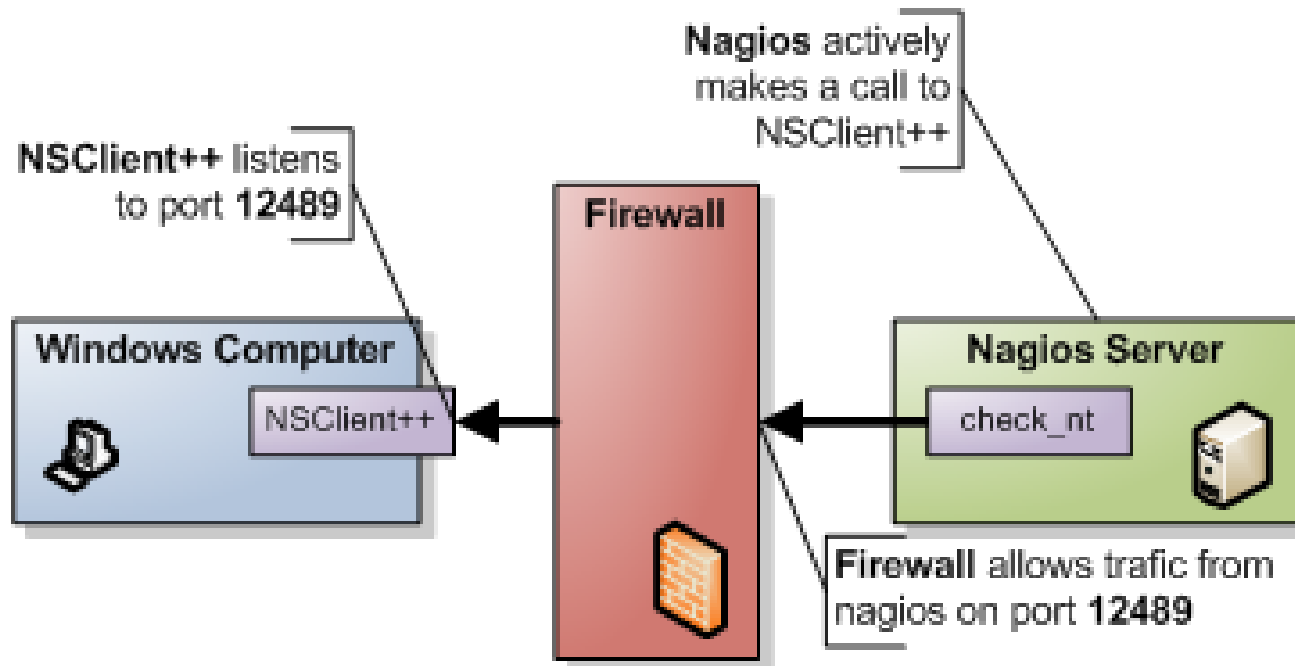 Nagios actively
makes a call to
NSClient++
NSClient++ listens
to port 12489
Firewall
Windows Computer
NSClient++
Nagios Server
check_nt
Firewall allows trafic from
nagios on port 12489